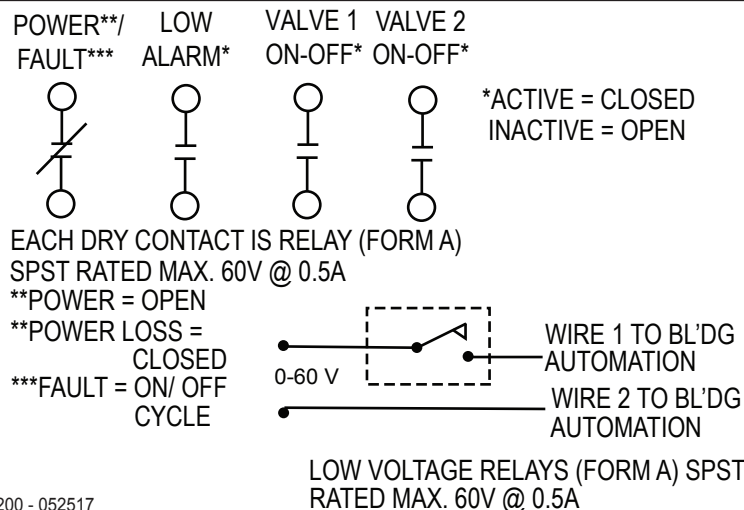 POWER**/ LOW VALVE 1 VALVE 2
FAULT*** ALARM* ON-OFF* ON-OFF*
*ACTIVE = CLOSED
INACTIVE = OPEN
EACH DRY CONTACT IS RELAY (FORM A)
SPST RATED MAX. 60V @ 0.5A
**POWER = OPEN
**POWER LOSS =
CLOSED
***FAULT = ON/ OFF
CYCLE
0-60 V
WIRE 1 TO BL'DG
AUTOMATION
WIRE 2 TO BL'DG
AUTOMATION
LOW VOLTAGE RELAYS (FORM A) SPST
RATED MAX. 60V @ 0.5A
200 - 052517